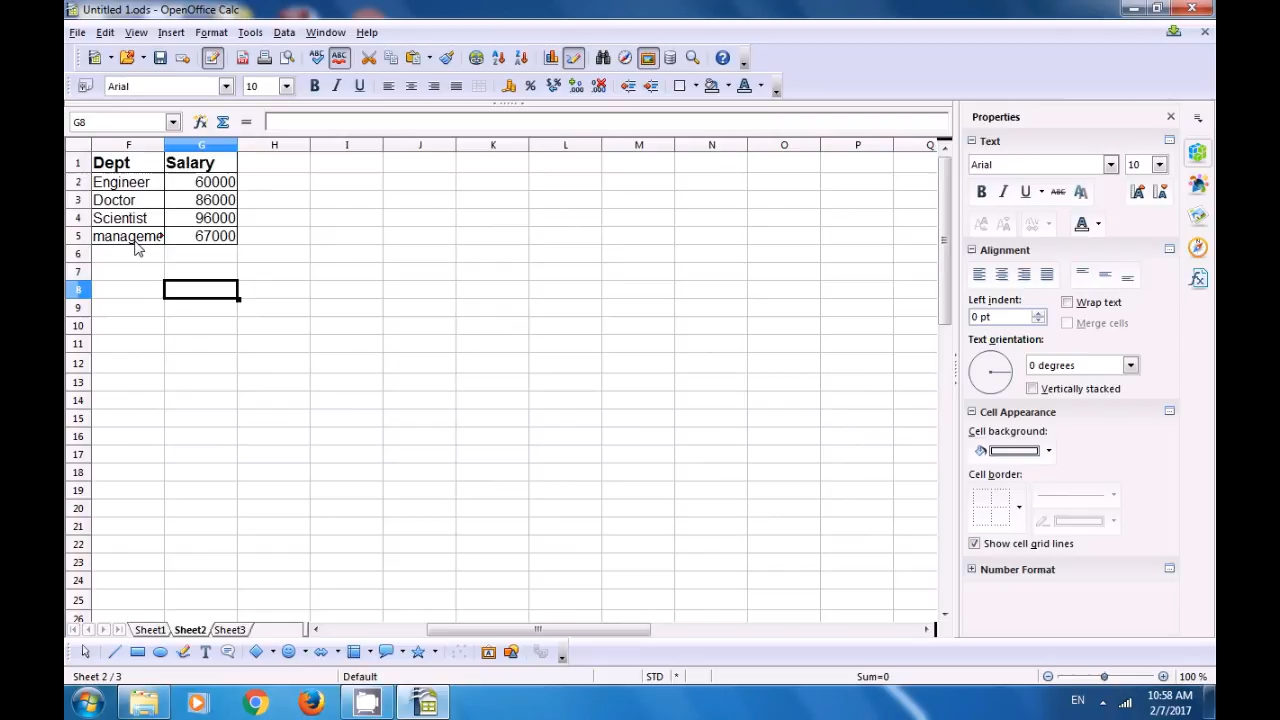 Untitled 1.ods - OpenOffice Calc
File Edit View Insert Format Tools Data Window Help
Arial 10
G8
F G H I J K L M N O P Q
1 Dept Salary
2 Engineer 60000
3 Doctor 86000
4 Scientist 96000
5 manageme 67000
6
7
8
9
10
11
12
13
14
15
16
17
18
19
20
21
22
23
24
25
26
Properties
Text
Arial 10
Alignment
Left indent:
0 pt
Wrap text
Merge cells
Text orientation:
0 degrees
Vertically stacked
Cell Appearance
Cell background:
Cell border:
Show cell grid lines
Number Format
Sheet1 Sheet2 Sheet3
Sheet 2 / 3 Default STD * Sum=0 100 %
EN 10:58 AM
2/7/2017